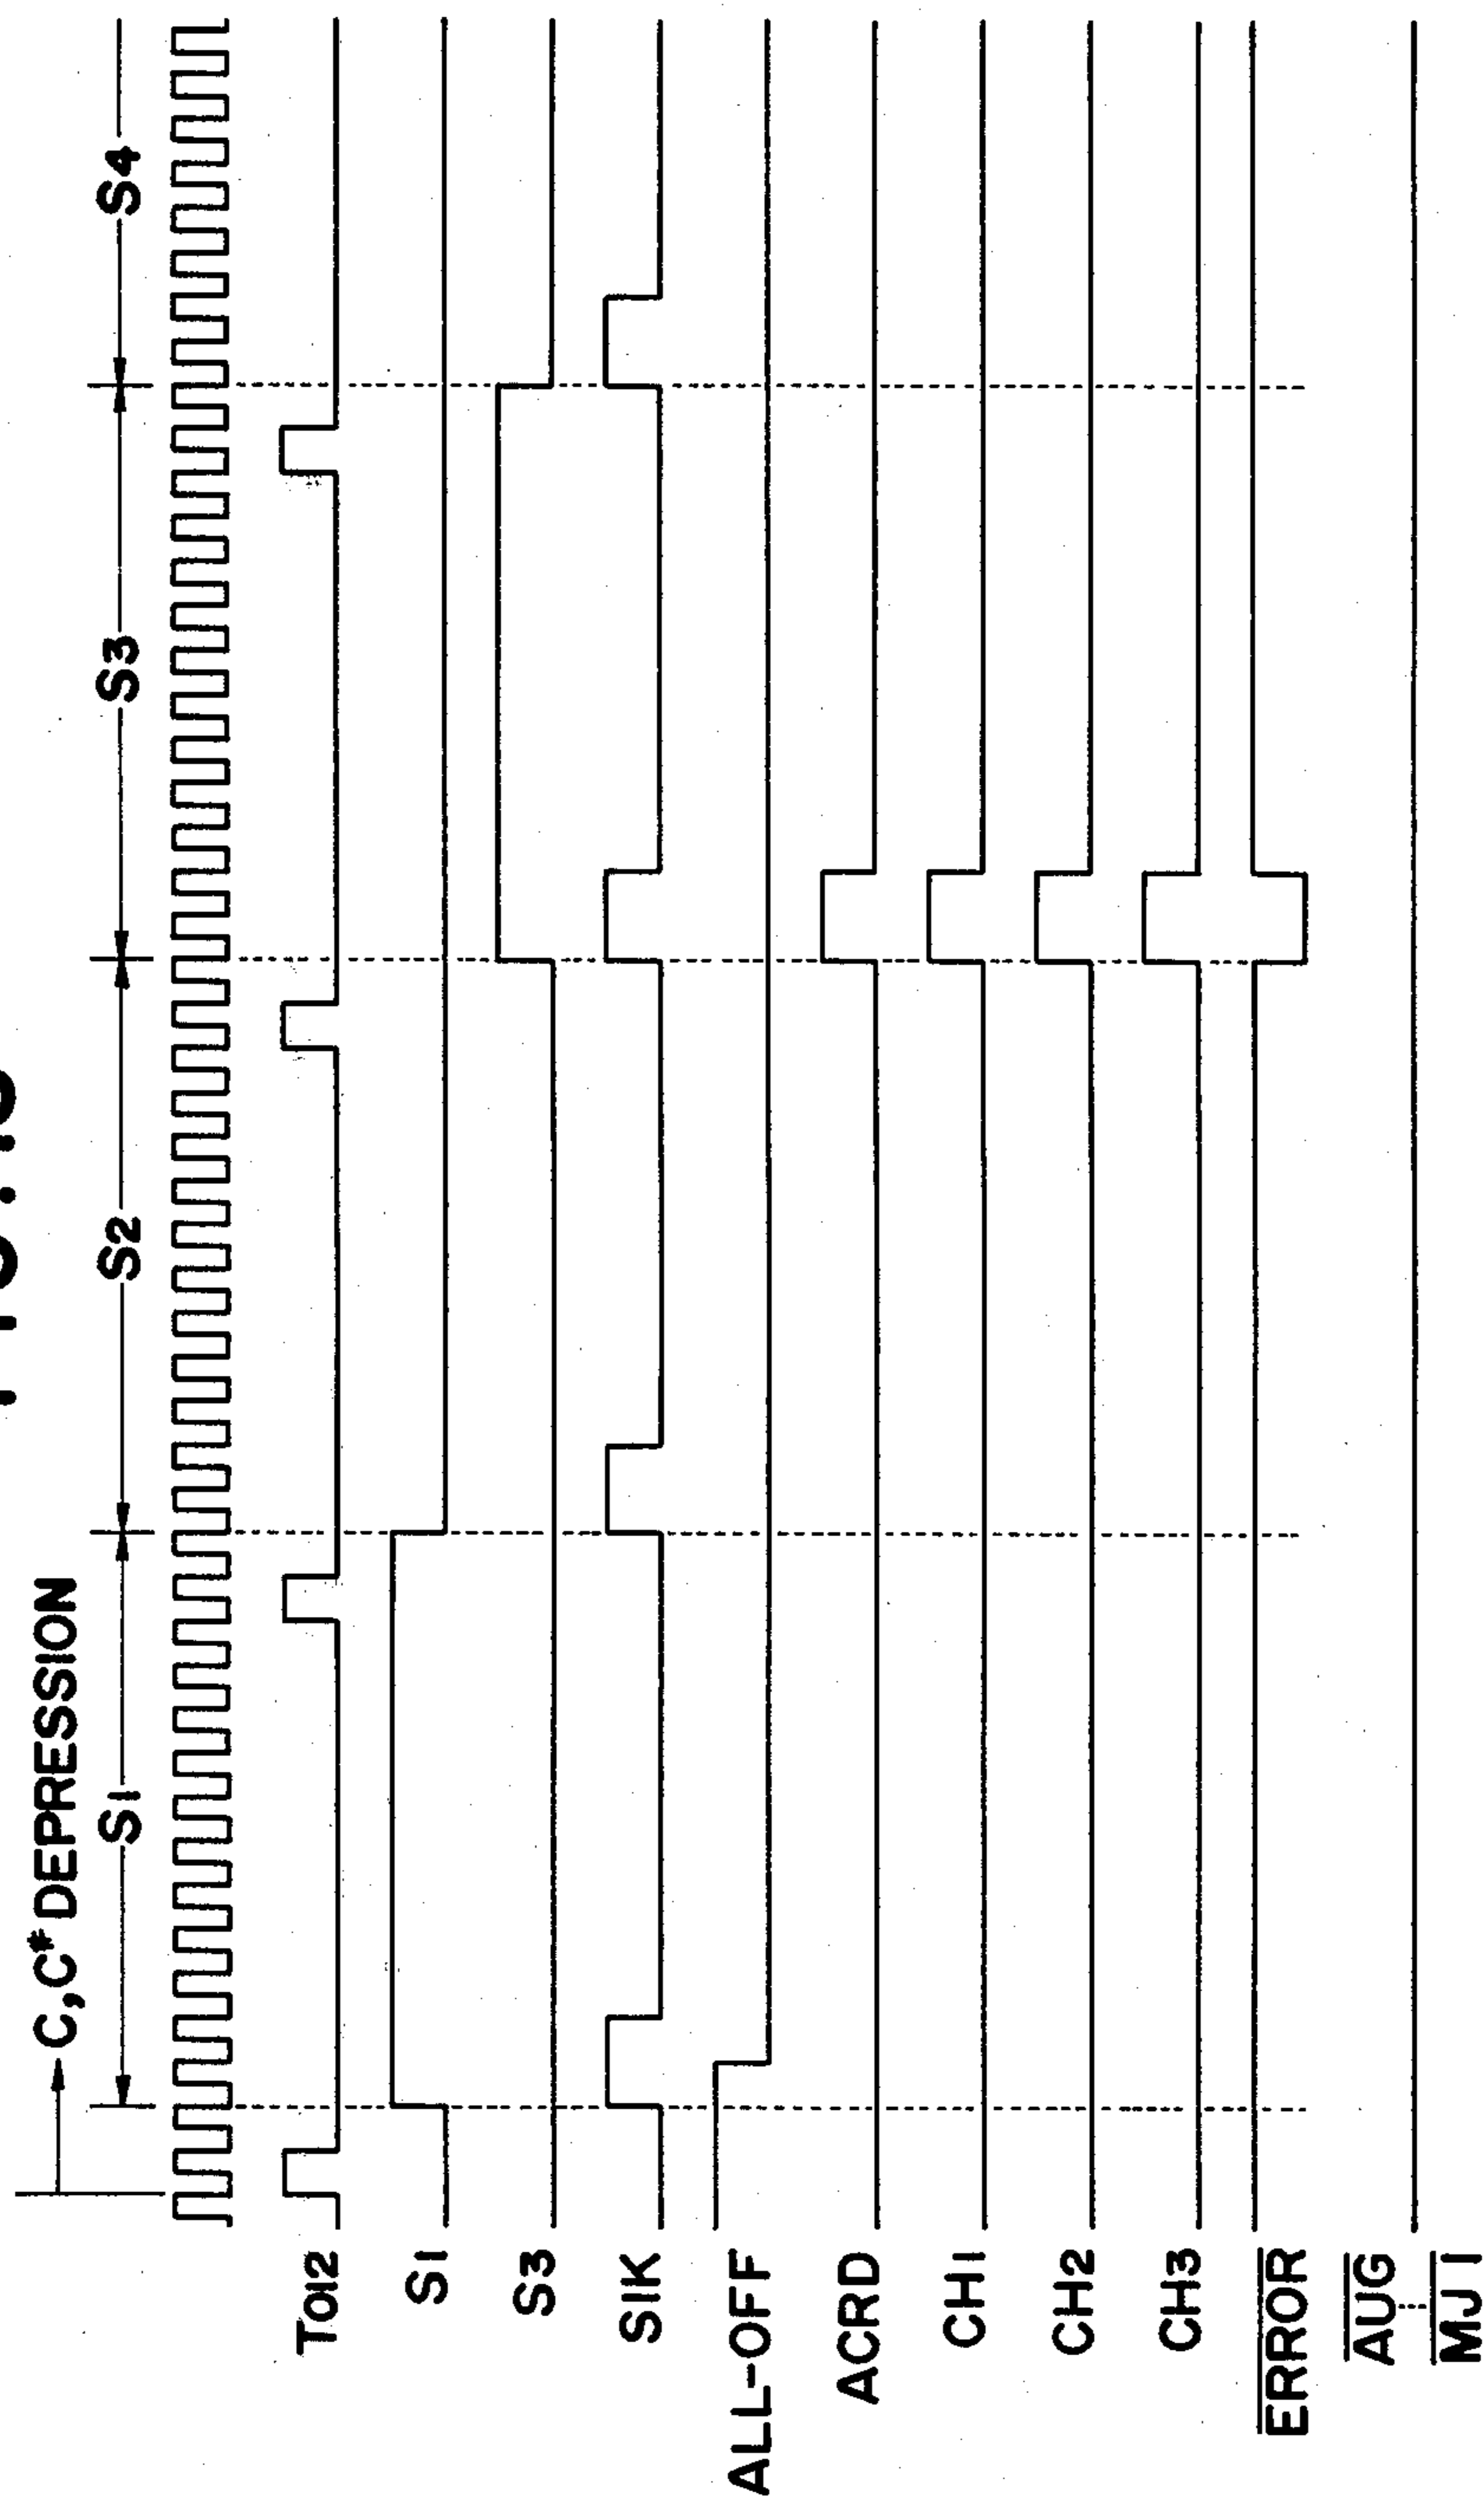 C,C* DEPRESSION
S1 S2 S3 S4
T012
S1
S3
S1K
ALL-OFF
ACRD
CH1
CH2
CH3
ERROR
AUG
MJ1